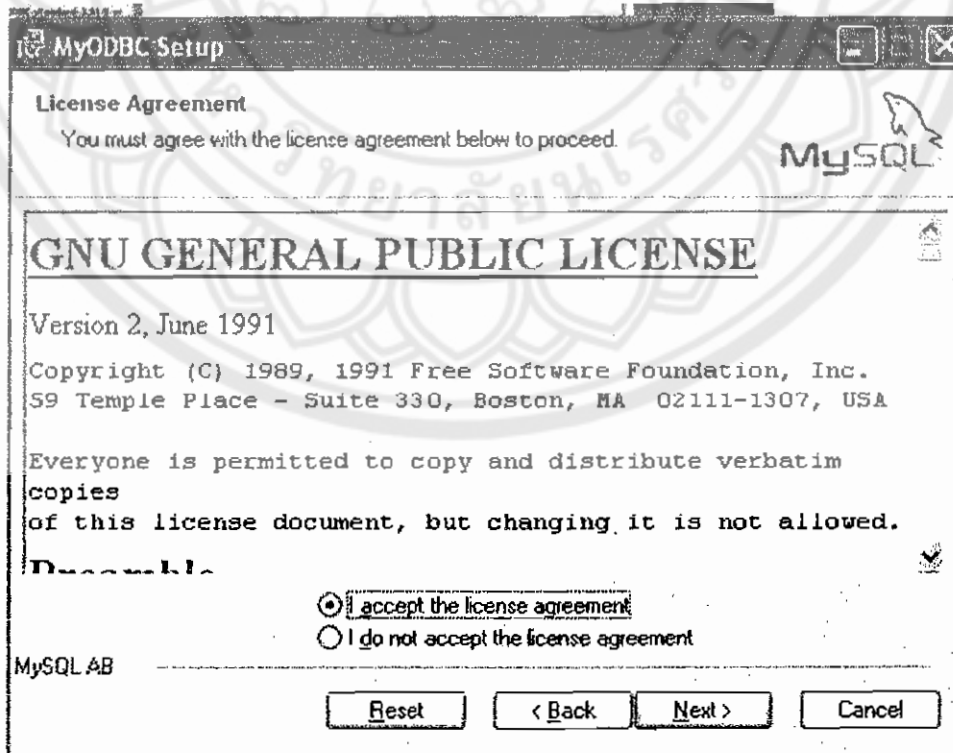 MyODBC Setup
License Agreement
You must agree with the license agreement below to proceed.
MySQL
GNU GENERAL PUBLIC LICENSE
Version 2, June 1991
Copyright (C) 1989, 1991 Free Software Foundation, Inc.
59 Temple Place - Suite 330, Boston, MA 02111-1307, USA
Everyone is permitted to copy and distribute verbatim
copies
of this license document, but changing it is not allowed.
Preamble
I accept the license agreement
I do not accept the license agreement
MySQL AB
Reset
< Back
Next >
Cancel